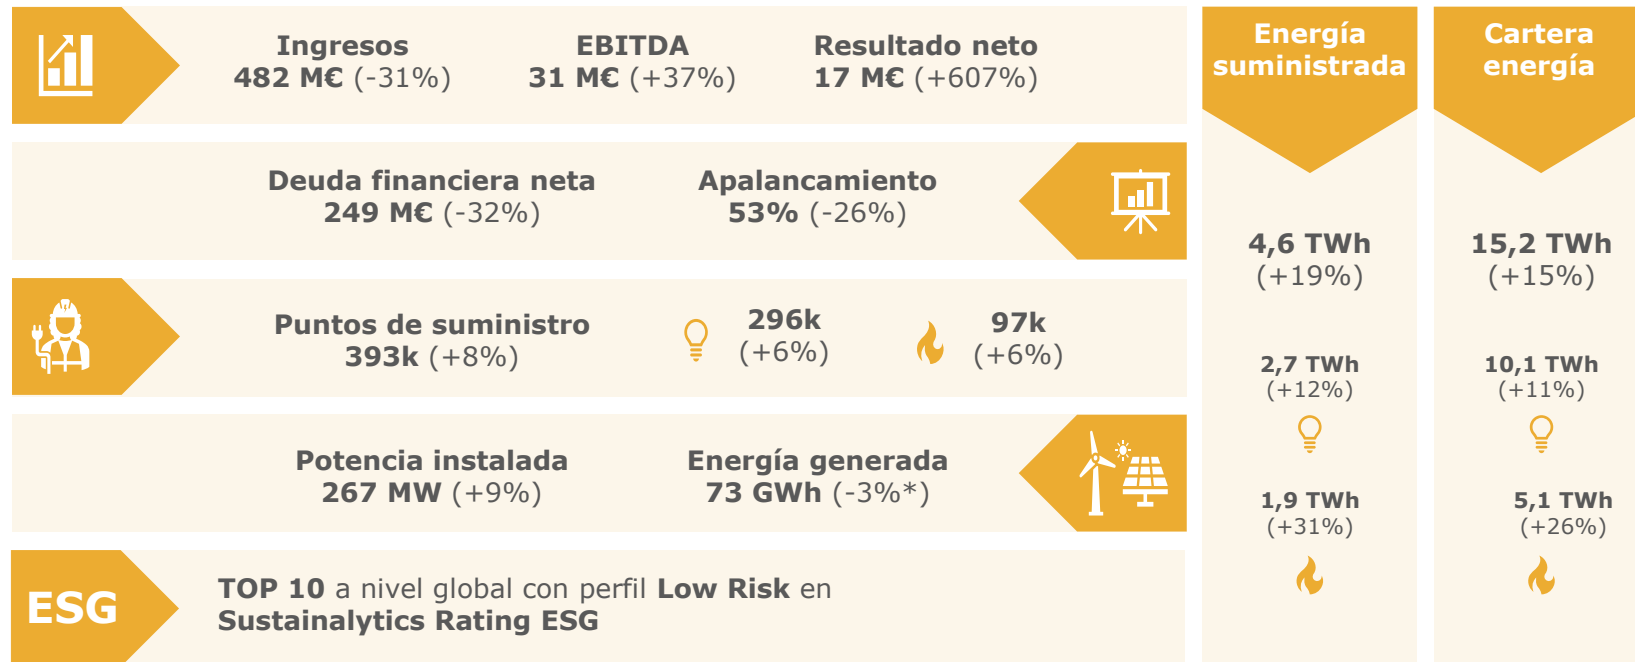 Ingresos
482 M€ (-31%)
EBITDA
31 M€ (+37%)
Resultado neto
17 M€ (+607%)
Deuda financiera neta
249 M€ (-32%)
Apalancamiento
53% (-26%)
Puntos de suministro
393k (+8%)
296k
(+6%)
97k
(+6%)
Potencia instalada
267 MW (+9%)
Energía generada
73 GWh (-3%*)
ESG
TOP 10 a nivel global con perfil Low Risk en
Sustainalytics Rating ESG
Energía
suministrada
4,6 TWh
(+19%)
2,7 TWh
(+12%)
1,9 TWh
(+31%)
Cartera
energía
15,2 TWh
(+15%)
10,1 TWh
(+11%)
5,1 TWh
(+26%)